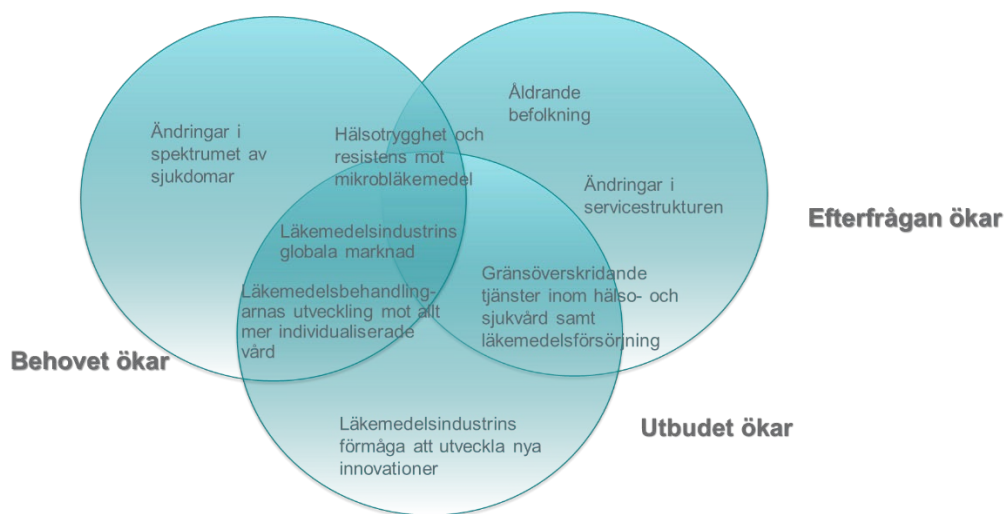 Ändringar i
spektrumet av
sjukdomar
Hälsotrygghet och
resistens mot
mikrobläkemedel
Åldrande
befolkning
Ändringar i
servicestrukturen
Efterfrågan ökar
Läkemedelsindustrins
globala marknad
Läkemedelsbehandling-
arnas utveckling mot allt
mer individualiserade
vård
Gränsöverskridande
tjänster inom hälso- och
sjukvård samt
läkemedelsförsörjning
Behovet ökar
Läkemedelsindustrins
förmåga att utveckla nya
innovationer
Utbudet ökar